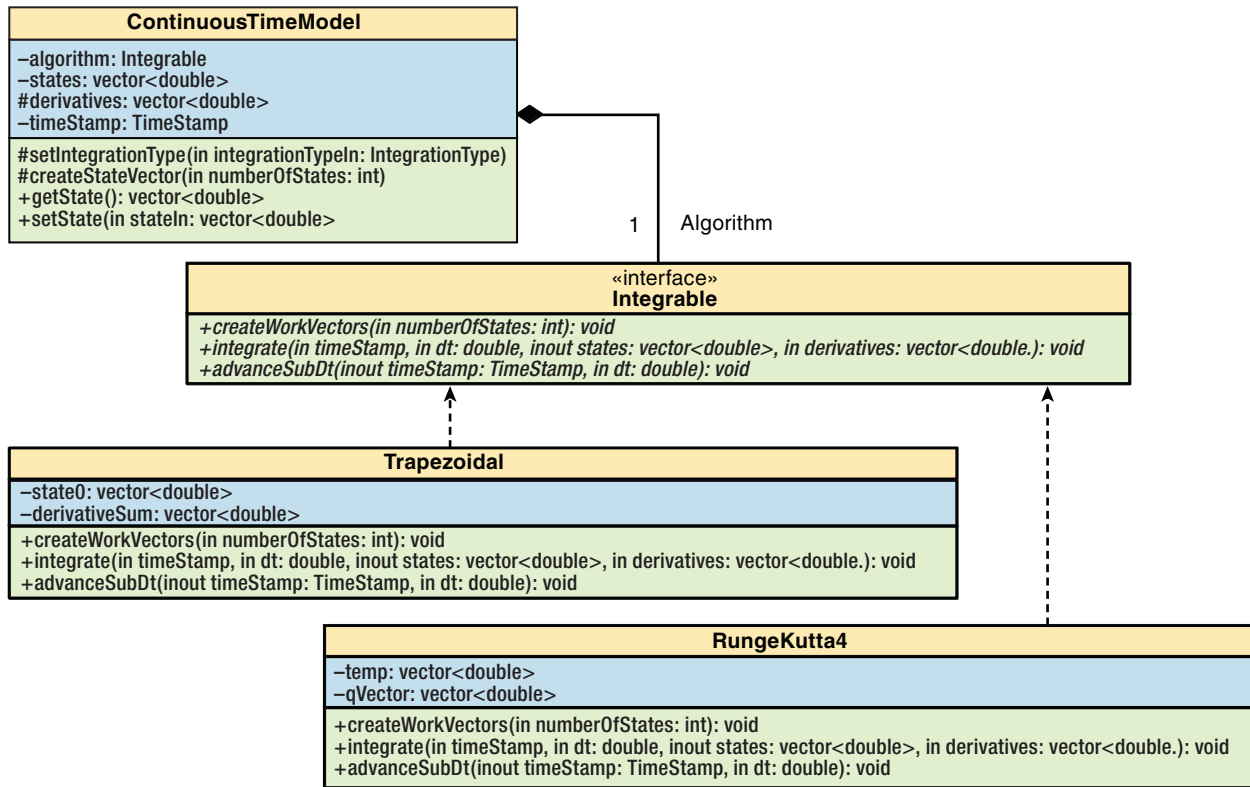 ContinuousTimeModel
–algorithm: Integrable
–states: vector<double>
#derivatives: vector<double>
–timeStamp: TimeStamp
#setIntegrationType(in integrationTypeIn: IntegrationType)
#createStateVector(in numberOfStates: int)
+getState(): vector<double>
+setState(in stateIn: vector<double>
1 Algorithm
«interface»
Integrable
+createWorkVectors(in numberOfStates: int): void
+integrate(in timeStamp, in dt: double, inout states: vector<double>, in derivatives: vector<double.): void
+advanceSubDt(inout timeStamp: TimeStamp, in dt: double): void
Trapezoidal
–state0: vector<double>
–derivativeSum: vector<double>
+createWorkVectors(in numberOfStates: int): void
+integrate(in timeStamp, in dt: double, inout states: vector<double>, in derivatives: vector<double.): void
+advanceSubDt(inout timeStamp: TimeStamp, in dt: double): void
RungeKutta4
–temp: vector<double>
–qVector: vector<double>
+createWorkVectors(in numberOfStates: int): void
+integrate(in timeStamp, in dt: double, inout states: vector<double>, in derivatives: vector<double.): void
+advanceSubDt(inout timeStamp: TimeStamp, in dt: double): void